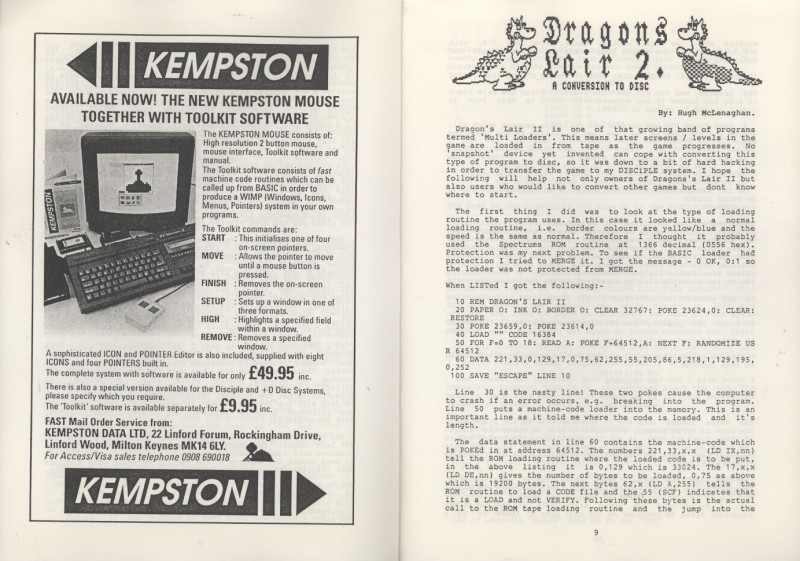 KEMPSTON
AVAILABLE NOW! THE NEW KEMPSTON MOUSE
TOGETHER WITH TOOLKIT SOFTWARE
The KEMPSTON MOUSE consists of:
High resolution 2 button mouse,
mouse interface, Toolkit software and
manual.
The Toolkit software consists of fast
machine code routines which can be
called up from BASIC in order to
produce a WIMP (Windows, Icons,
Menus, Pointers) system in your own
programs.
The Toolkit commands are:
START : This initialises one of four
on-screen pointers.
MOVE : Allows the pointer to move
until a mouse button is
pressed.
FINISH : Removes the on-screen
pointer.
SETUP : Sets up a window in one of
three formats.
HIGH : Highlights a specified field
within a window.
REMOVE : Removes a specified
window.
A sophisticated ICON and POINTER Editor is also included, supplied with eight
ICONS and four POINTERS built in.
The complete system with software is available for only £49.95 inc.
There is also a special version available for the Disciple and +D Disc Systems,
please specify which you require.
The 'Toolkit' software is available separately for £9.95 inc.
FAST Mail Order Service from:
KEMPSTON DATA LTD, 22 Linford Forum, Rockingham Drive,
Linford Wood, Milton Keynes MK14 6LY.
For Access/Visa sales telephone 0908 690018
KEMPSTON
Dragons
Lair 2.
A CONVERSION TO DISC
By: Hugh McLenaghan.
Dragon's Lair II is one of that growing band of programs
termed 'Multi Loaders'. This means later screens / levels in the
game are loaded in from tape as the game progresses. No
'snapshot' device yet invented can cope with converting this
type of program to disc, so it was down to a bit of hard hacking
in order to transfer the game to my DISCiPLE system. I hope the
following will help not only owners of Dragons's Lair II but
also users who would like to convert other games but dont know
where to start.
The first thing I did was to look at the type of loading
routine the program uses. In this case it looked like a normal
loading routine, i.e. border colours are yellow/blue and the
speed is the same as normal. Therefore I thought it probably
used the Spectrums ROM routine at 1366 decimal (0556 hex).
Protection was my next problem. To see if the BASIC loader had
protection I tried to MERGE it. I got the message - 0 OK, 0:1 so
the loader was not protected from MERGE.
When LISTed I got the following:-
10 REM DRAGON'S LAIR II
20 PAPER 0: INK 0: BORDER 0: CLEAR 32767: POKE 23624,0: CLEAR:
RESTORE
30 POKE 23659,0: POKE 23614,0
40 LOAD "" CODE 16384
50 FOR F=0 TO 18: READ A: POKE F+64512,A: NEXT F: RANDOMIZE US
R 64512
60 DATA 221,33,0,129,17,0,75,62,255,55,205,86,5,218,1,129,195,
0,252
100 SAVE "ESCAPE" LINE 10
Line 30 is the nasty line! These two pokes cause the computer
to crash if an error occurs, e.g. breaking into the program.
Line 50 puts a machine-code loader into the memory. This is an
important line as it told me where the code is loaded and it's
length.
The data statement in line 60 contains the machine-code which
is POKEd in at address 64512. The numbers 221,33,x,x (LD IX,nn)
tell the ROM loading routine where the loaded code is to be put,
in the above listing it is 0,129 which is 33024. The 17,x,x
(LD DE,nn) gives the number of bytes to be loaded, 0,75 as above
which is 19200 bytes. The next bytes 62,x (LD A,255) tells the
ROM routine to load a CODE file and the 55 (SCF) indicates that
it is a LOAD and not VERIFY. Following these bytes is the actual
call to the ROM tape loading routine and the jump into the
9